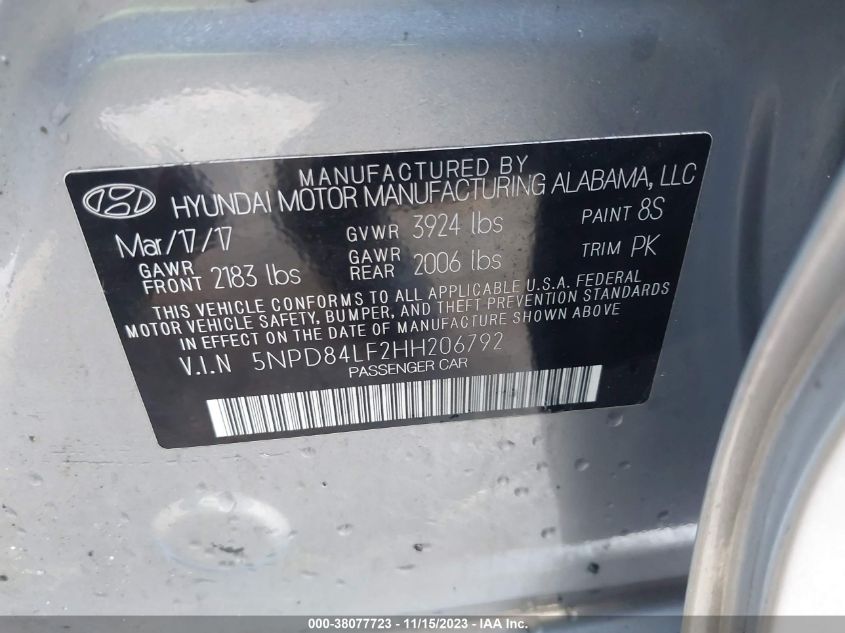 MANUFACTURED BY
HYUNDAI MOTOR MANUFACTURING ALABAMA, LLC
Mar/17/17 GVWR 3924 lbs PAINT 8S
GAWR FRONT 2183 lbs GAWR REAR 2006 lbs TRIM PK
THIS VEHICLE CONFORMS TO ALL APPLICABLE U.S.A. FEDERAL
MOTOR VEHICLE SAFETY, BUMPER, AND THEFT PREVENTION STANDARDS
IN EFFECT ON THE DATE OF MANUFACTURE SHOWN ABOVE.
V.I.N 5NPD84LF2HH206792
PASSENGER CAR
000-38077723 - 11/15/2023 - IAA Inc.